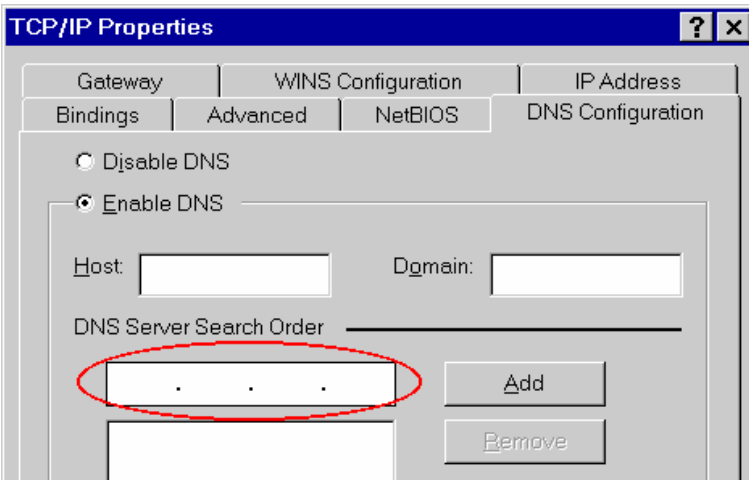 TCP/IP Properties
? ×
Gateway WINS Configuration IP Address
Bindings Advanced NetBIOS DNS Configuration
Disable DNS
Enable DNS
Host: Domain:
DNS Server Search Order
. . .
Add
Remove